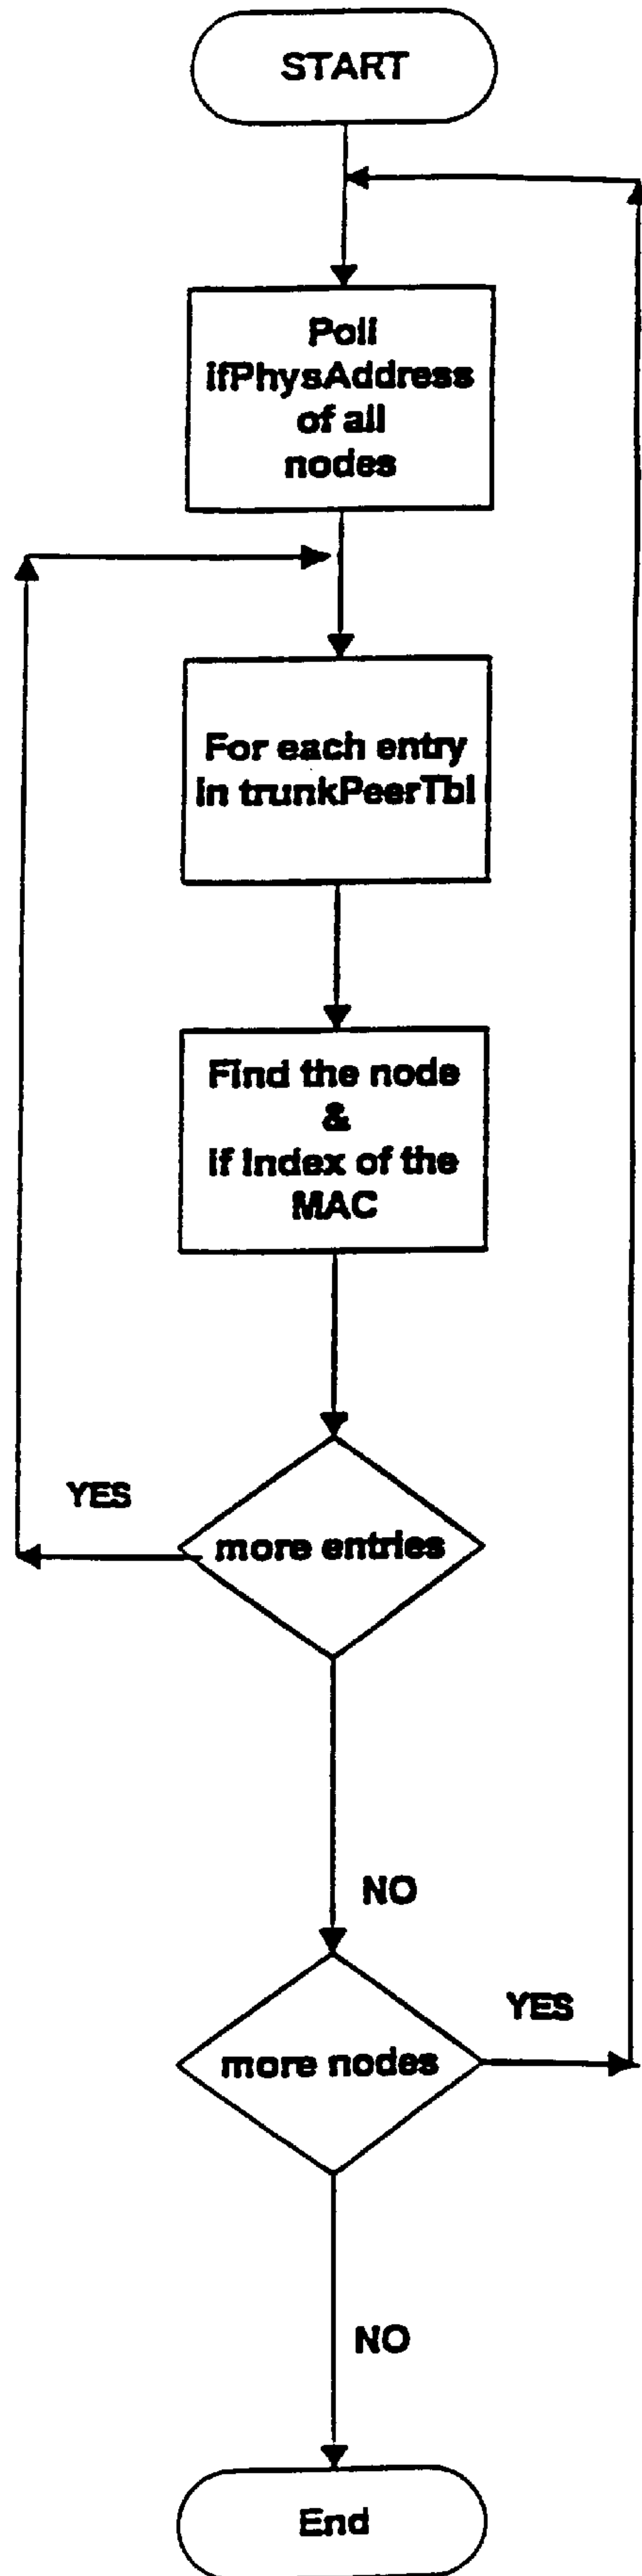 START
Poll
ifPhysAddress
of all
nodes
For each entry
in trunkPeerTbl
Find the node
&
if Index of the
MAC
YES
more entries
NO
YES
more nodes
NO
End